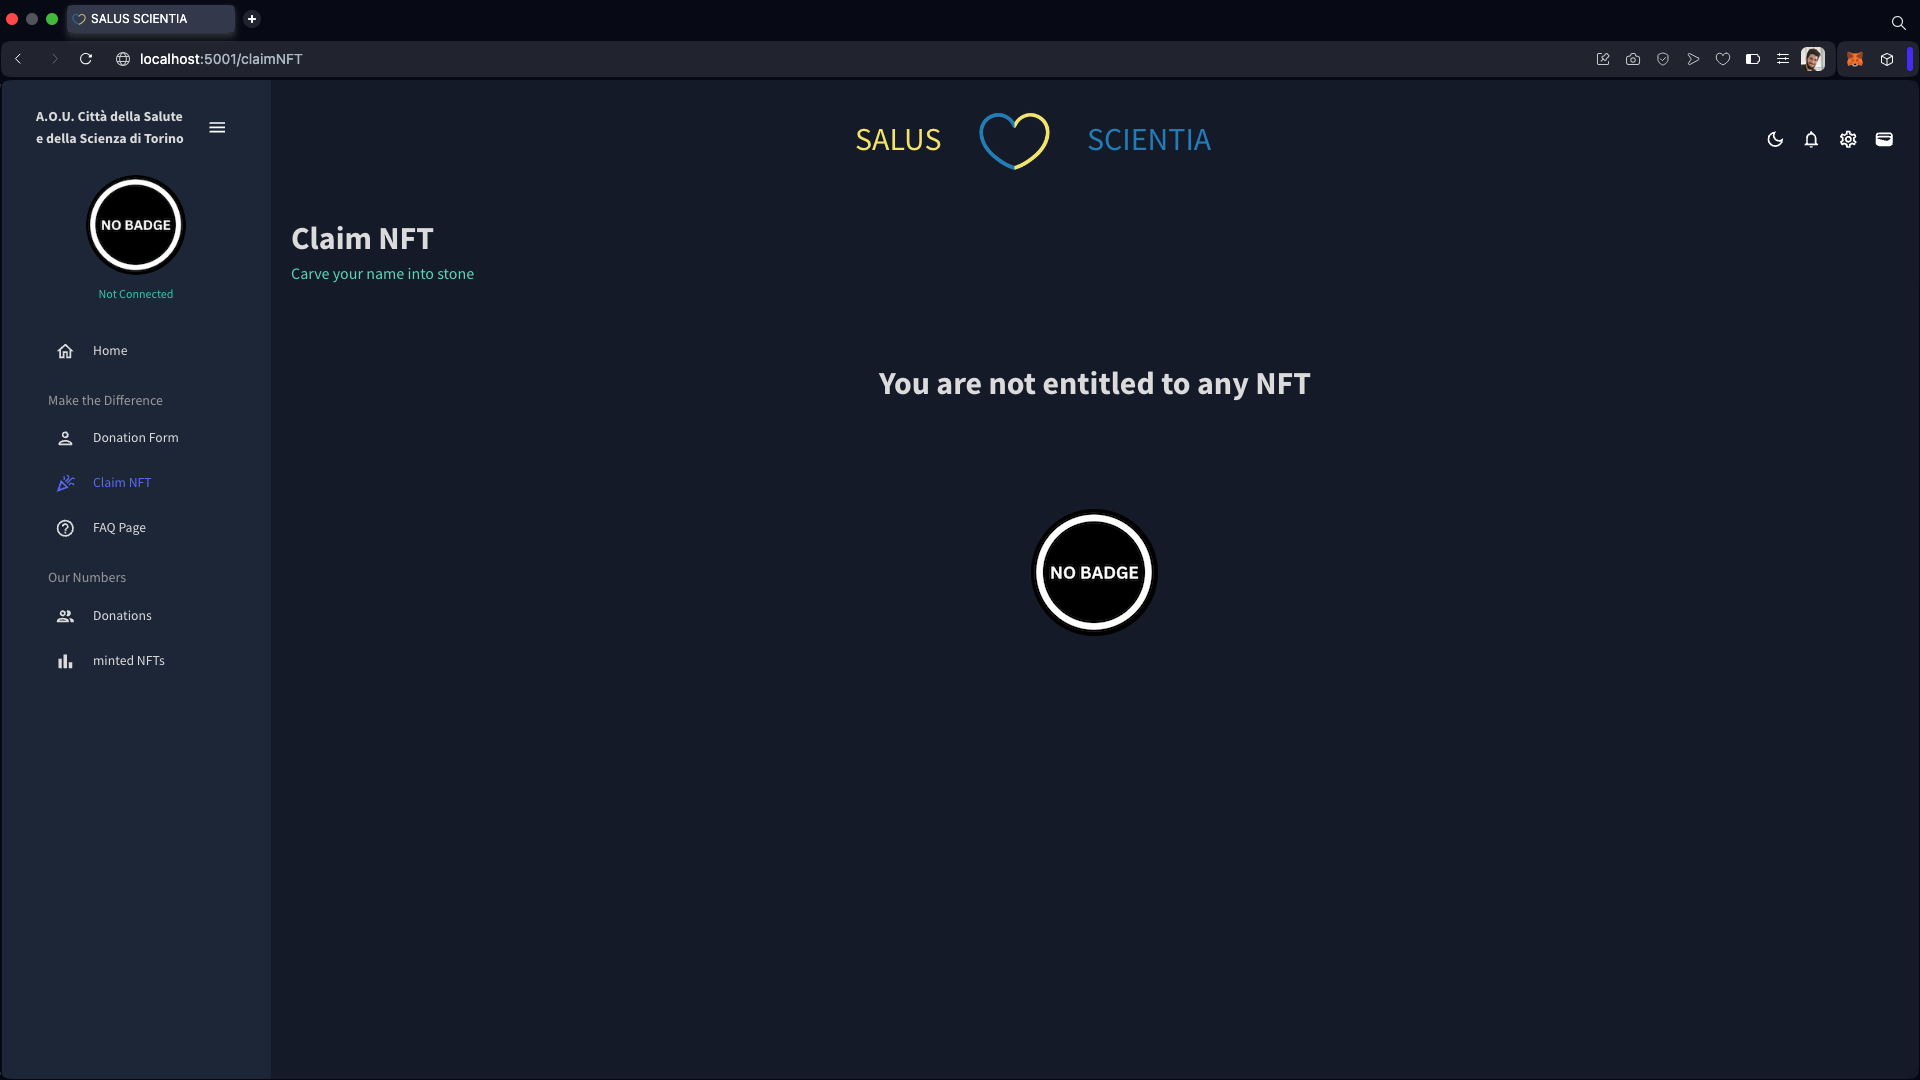 SALUS SCIENTIA
localhost:5001/claimNFT
A.O.U. Città della Salute
e della Scienza di Torino
NO BADGE
Not Connected
Home
Make the Difference
Donation Form
Claim NFT
FAQ Page
Our Numbers
Donations
minted NFTs
SALUS SCIENTIA
Claim NFT
Carve your name into stone
You are not entitled to any NFT
NO BADGE